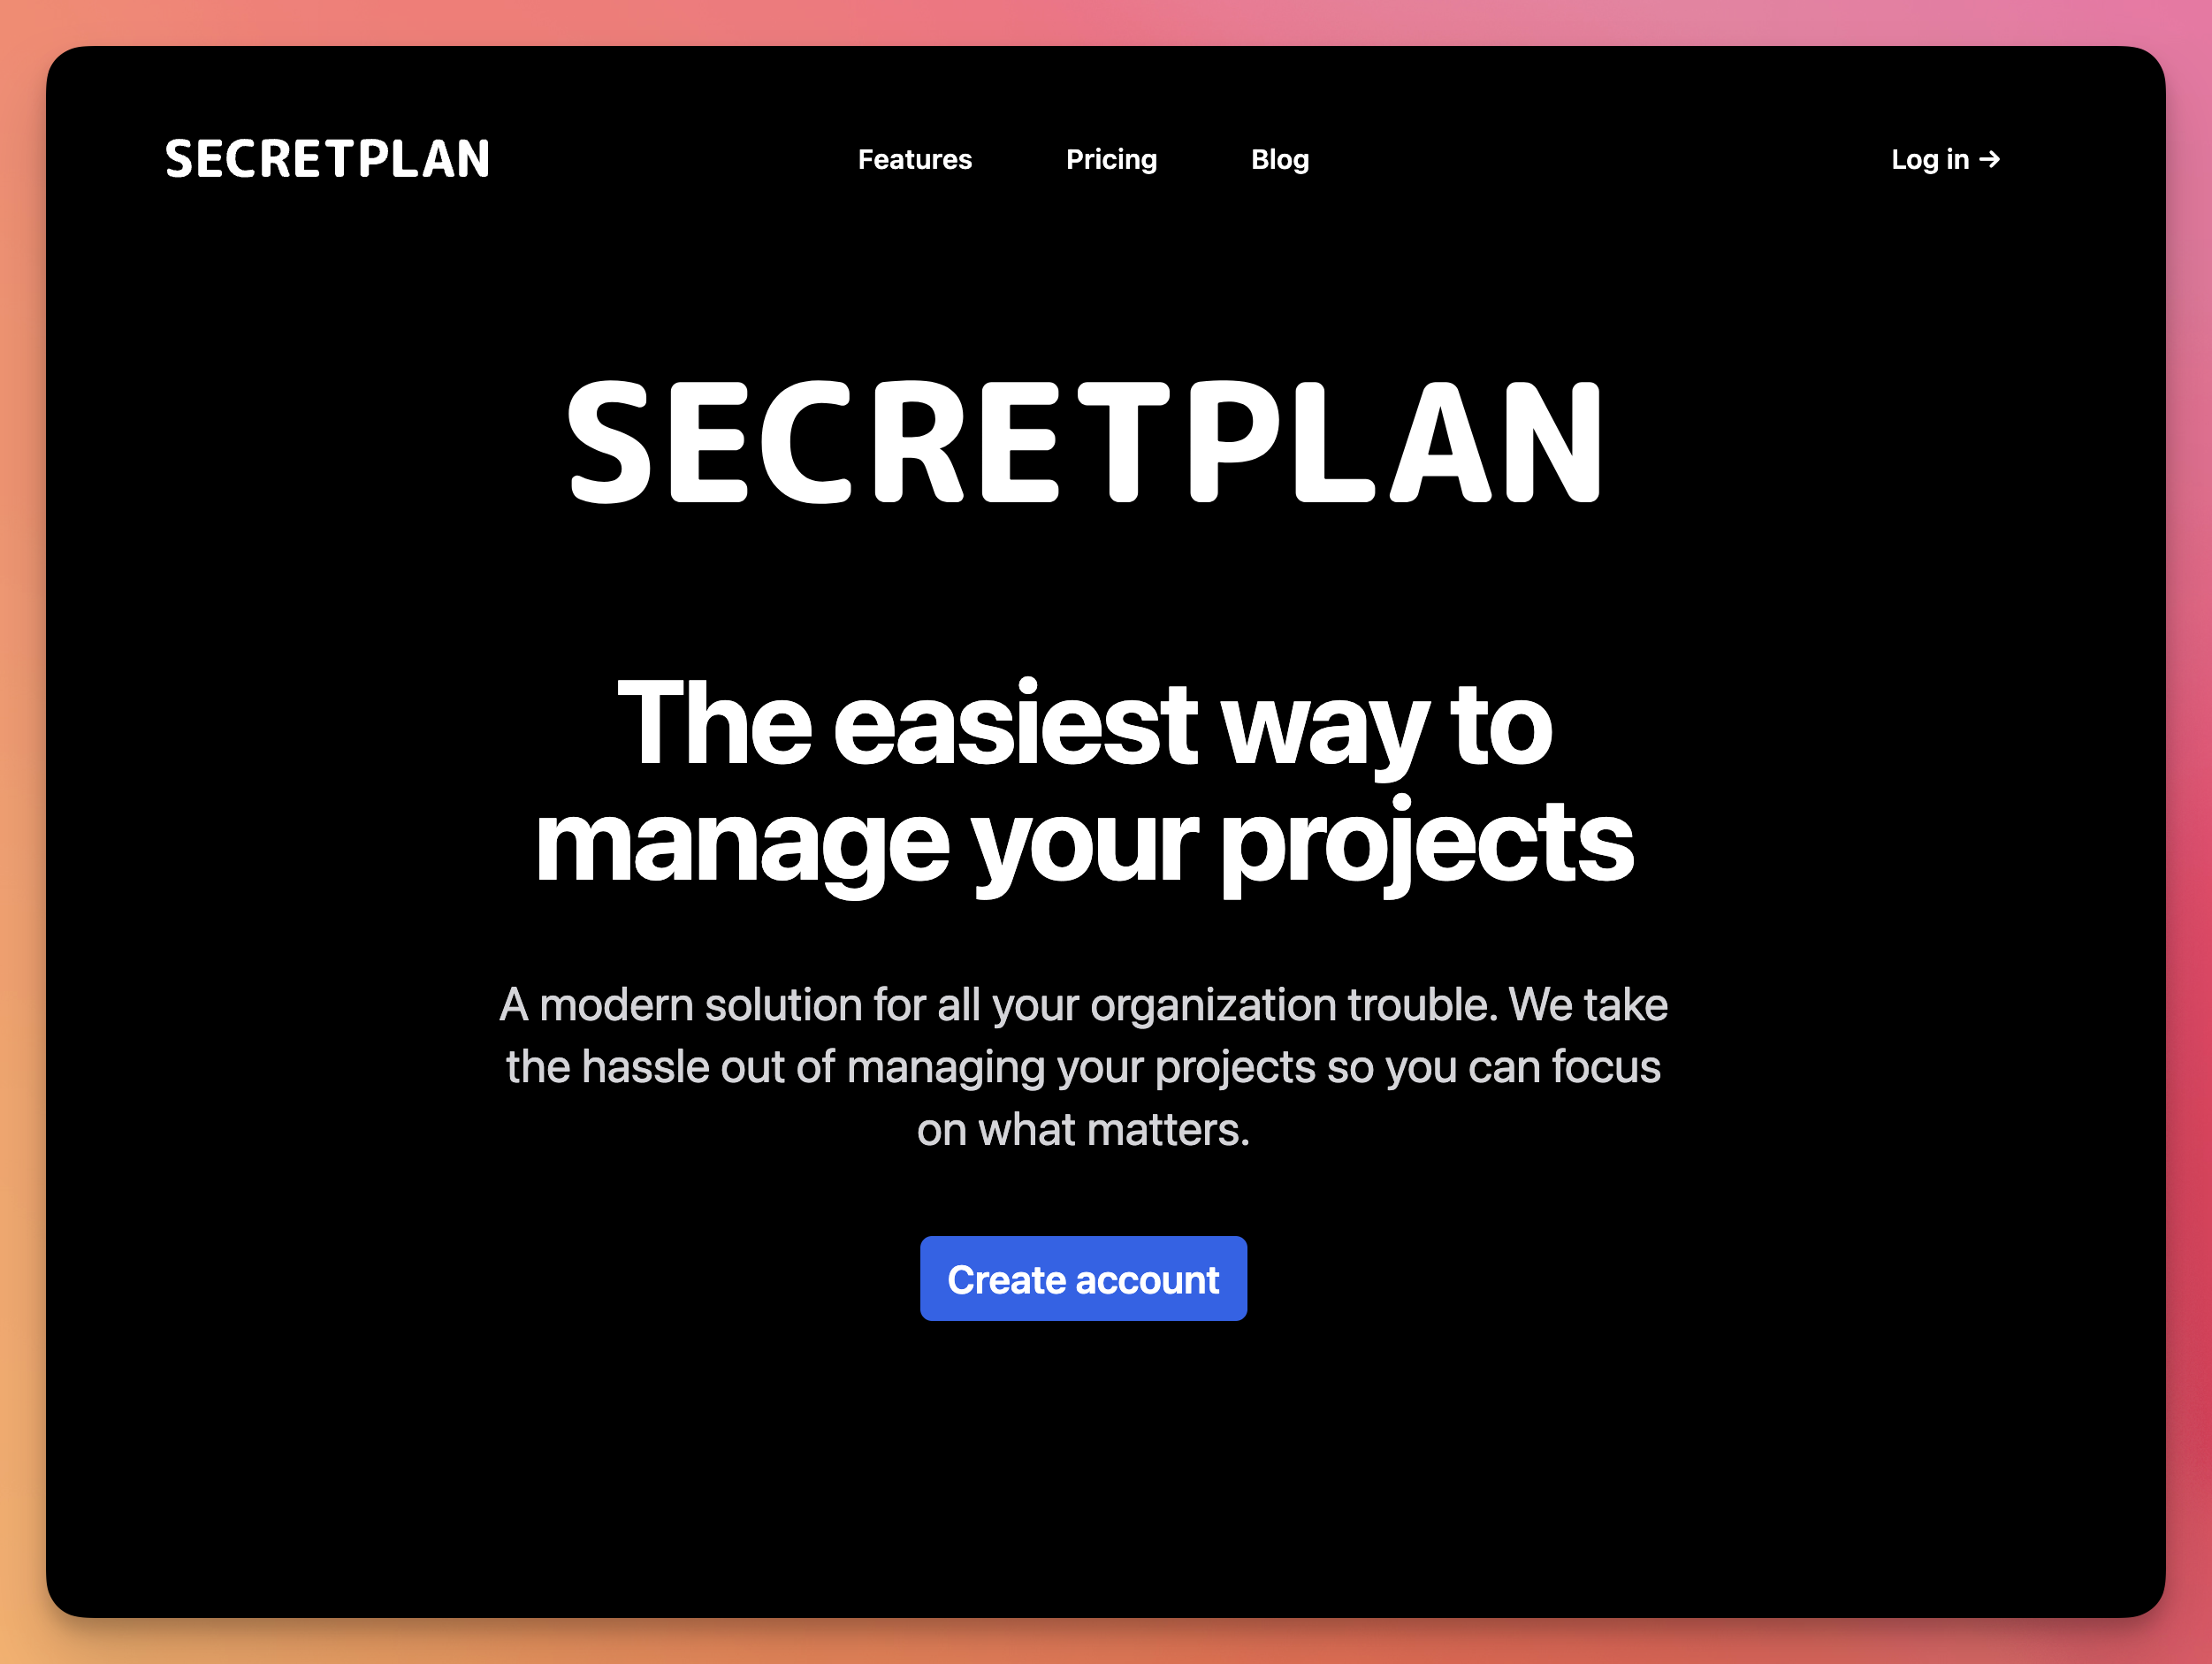 SECRETPLAN
Features
Pricing
Blog
Log in →
SECRETPLAN
The easiest way to
manage your projects
A modern solution for all your organization trouble. We take
the hassle out of managing your projects so you can focus
on what matters.
Create account